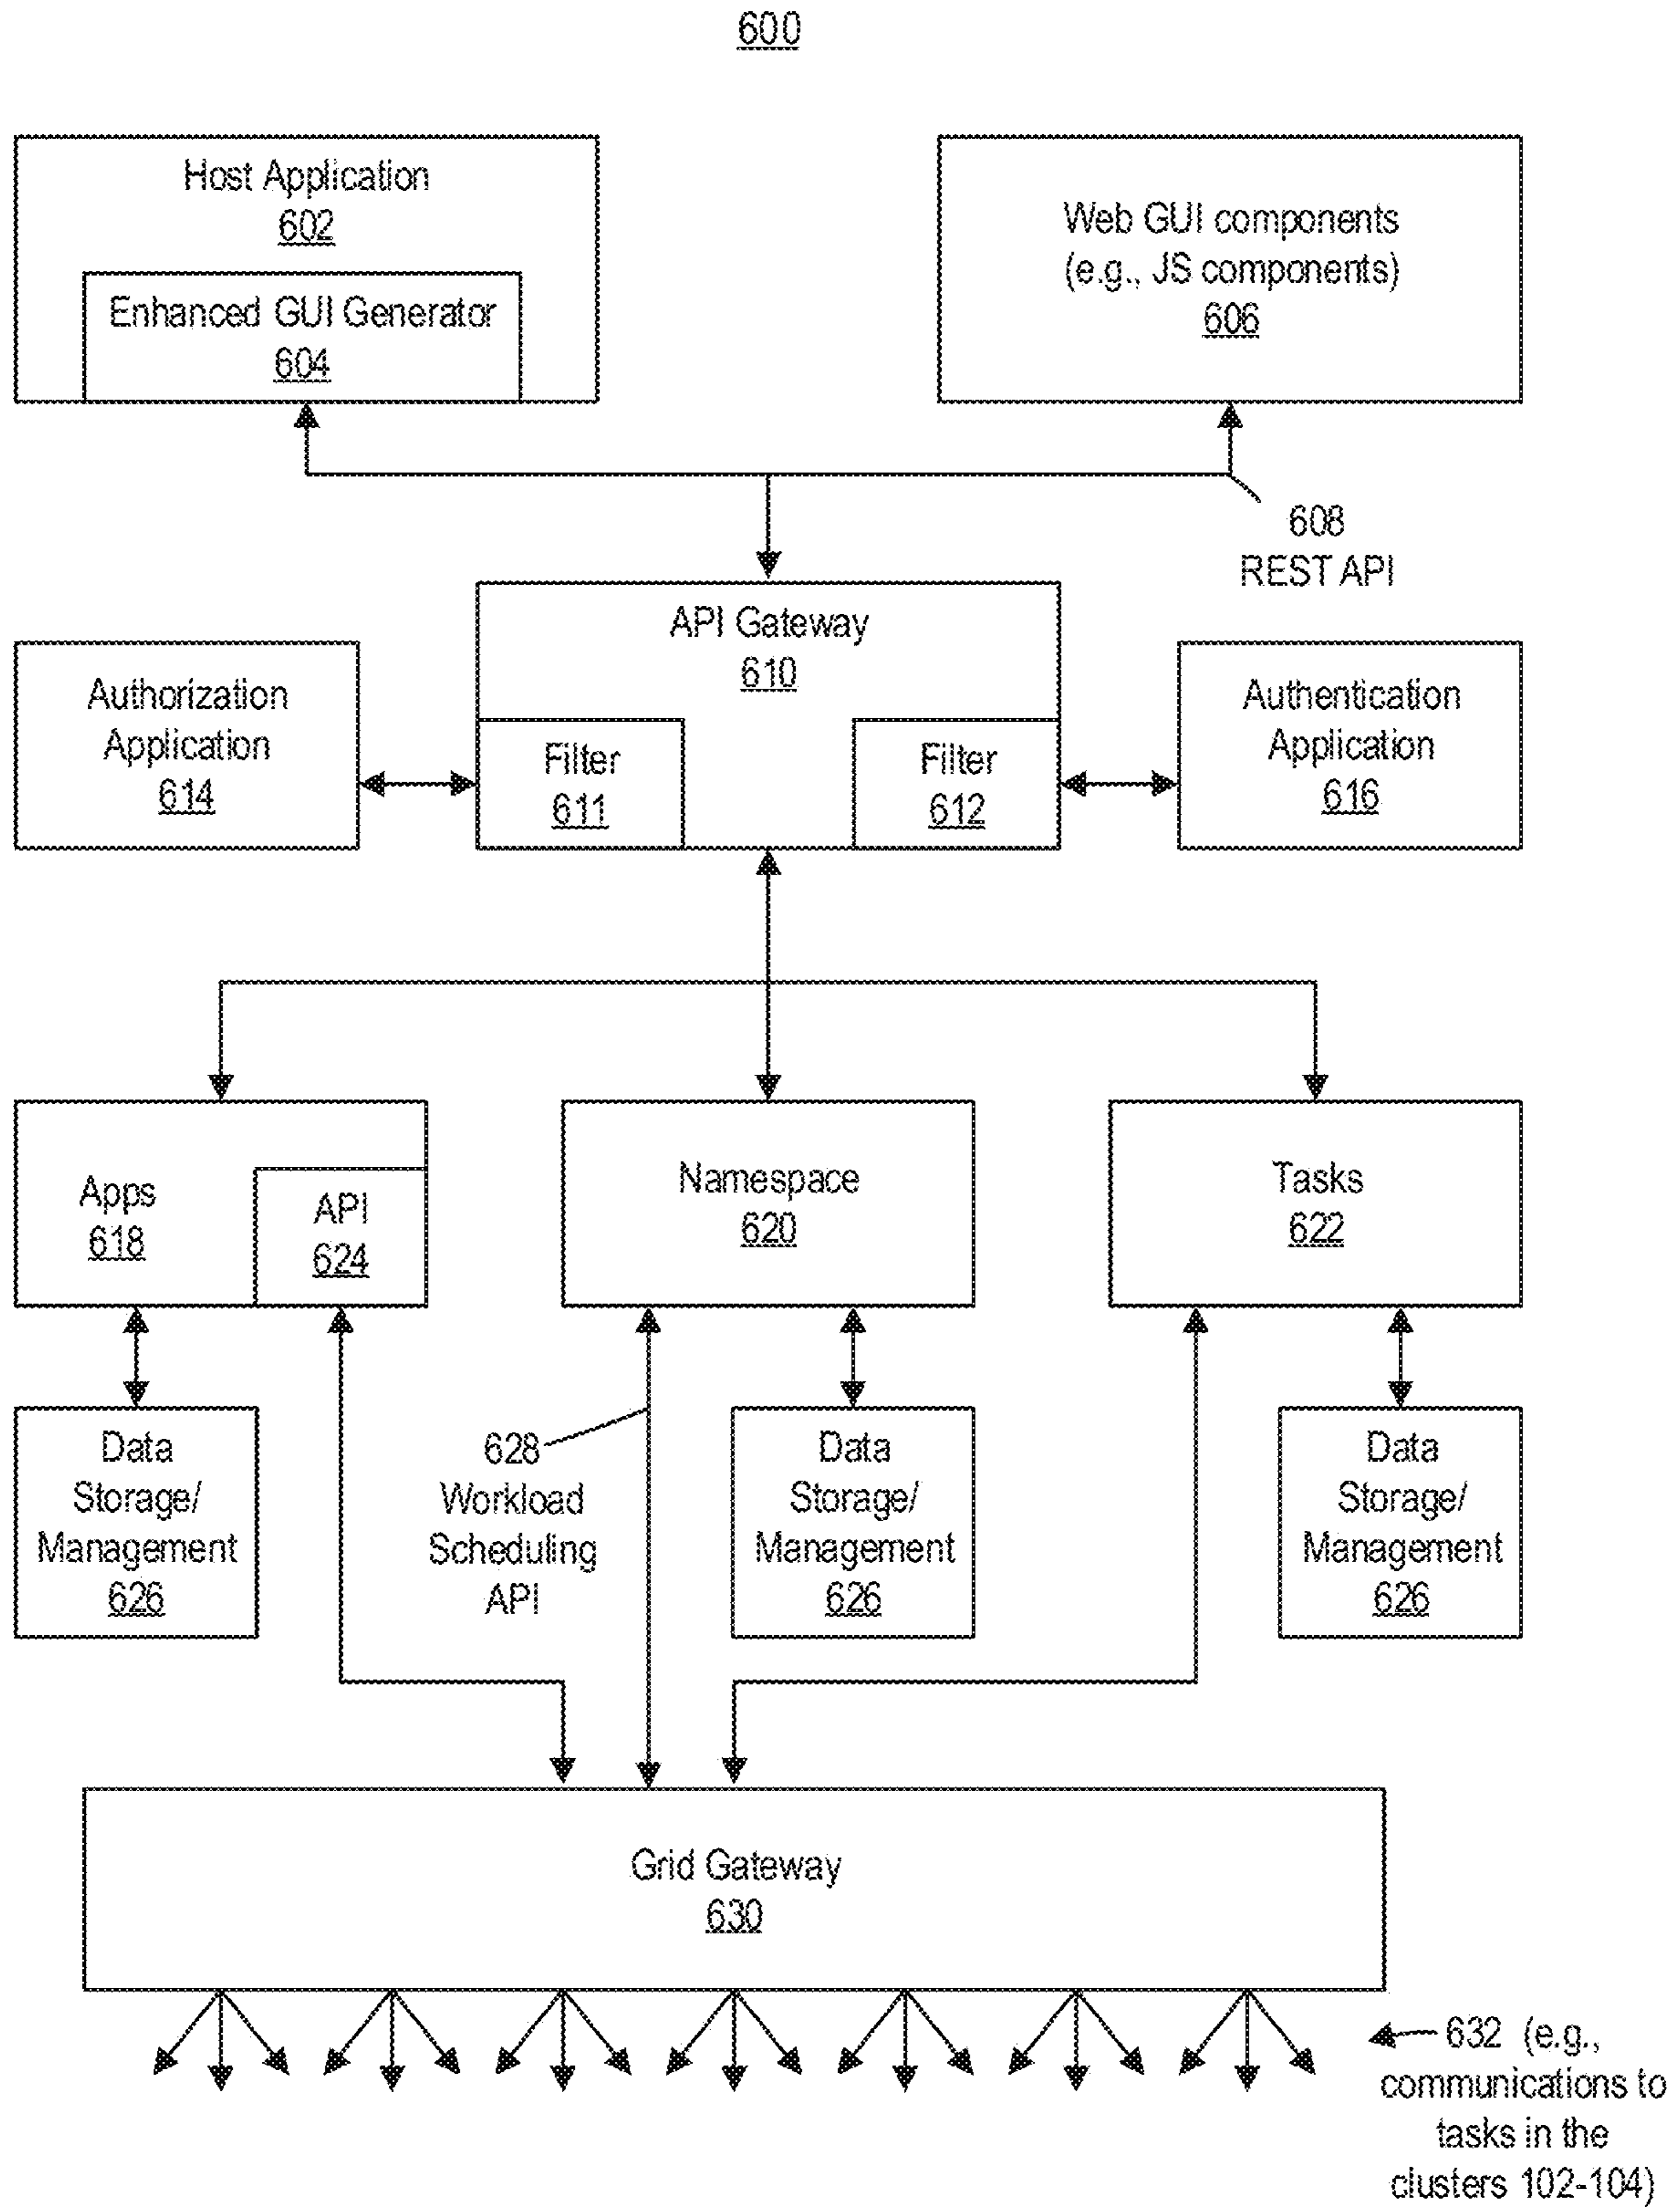 600
Host Application
602
Enhanced GUI Generator
604
Web GUI components
(e.g., JS components)
606
608
REST API
API Gateway
610
Authorization
Application
614
Filter
611
Filter
612
Authentication
Application
616
Apps
618
API
624
Namespace
620
Tasks
622
Data
Storage/
Management
626
628
Workload
Scheduling
API
Data
Storage/
Management
626
Data
Storage/
Management
626
Grid Gateway
630
632 (e.g.,
communications to
tasks in the
clusters 102-104)